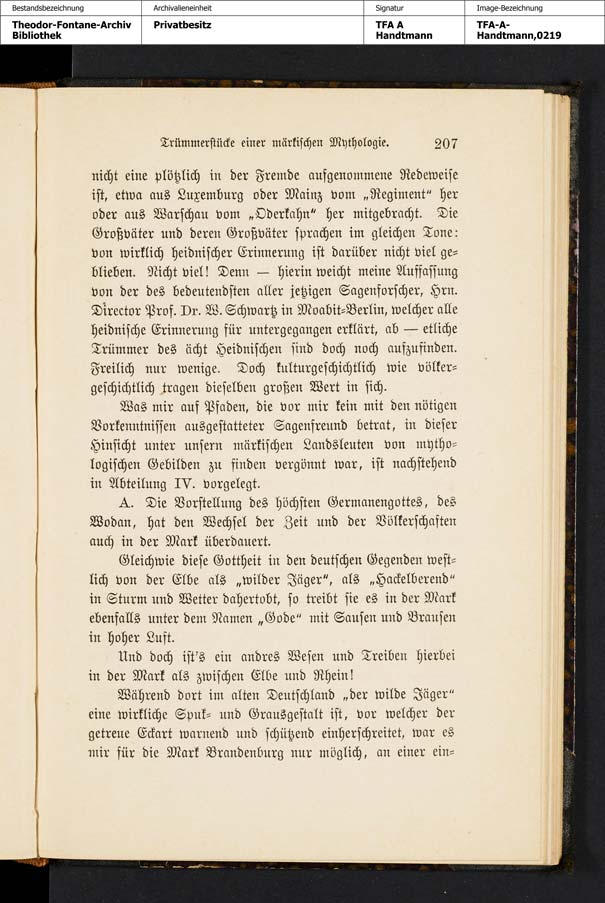 Bestandsbezeichnung Archivalieneinheit Signatur Image-Bezeichnung
Theodor-Fontane-Archiv Privatbesitz TFA A TFA-A-
Bibliothek Handtmann Handtmann,0219
Trümmerstücke einer märkischen Mythologie. 207
nicht eine plötzlich in der Fremde aufgenommene Redeweise
ist, etwa aus Luxemburg oder Mainz vom „Regiment“ her
oder aus Warschau vom „Oderkahn“ her mitgebracht. Die
Großväter und deren Großväter sprachen im gleichen Tone:
von wirklich heidnischer Erinnerung ist darüber nicht viel ge-
blieben. Nicht viel! Denn — hierin weicht meine Auffassung
von der des bedeutendsten aller jetzigen Sagenforscher, Hrn.
Director Prof. Dr. W. Schwartz in Moabit-Berlin, welcher alle
heidnische Erinnerung für untergegangen erklärt, ab — etliche
Trümmer des ächt Heidnischen sind doch noch aufzufinden.
Freilich nur wenige. Doch kulturgeschichtlich wie völker-
geschichtlich tragen dieselben großen Wert in sich.
Was mir auf Pfaden, die vor mir kein mit den nötigen
Vorkenntnissen ausgestatteter Sagenfreund betrat, in dieser
Hinsicht unter unsern märkischen Landsleuten von mytho-
logischen Gebilden zu finden vergönnt war, ist nachstehend
in Abteilung IV. vorgelegt.
A. Die Vorstellung des höchsten Germanengottes, des
Wodan, hat den Wechsel der Zeit und der Völkerschaften
auch in der Mark überdauert.
Gleichwie diese Gottheit in den deutschen Gegenden west-
lich von der Elbe als „wilder Jäger“, als „Hackelberend“
in Sturm und Wetter dahertobt, so treibt sie es in der Mark
ebenfalls unter dem Namen „Gode“ mit Sausen und Brausen
in hoher Luft.
Und doch ist's ein andres Wesen und Treiben hierbei
in der Mark als zwischen Elbe und Rhein!
Während dort im alten Deutschland „der wilde Jäger“
eine wirkliche Spuk- und Grausgestalt ist, vor welcher der
getreue Eckart warnend und schützend einherschreitet, war es
mir für die Mark Brandenburg nur möglich, an einer ein-